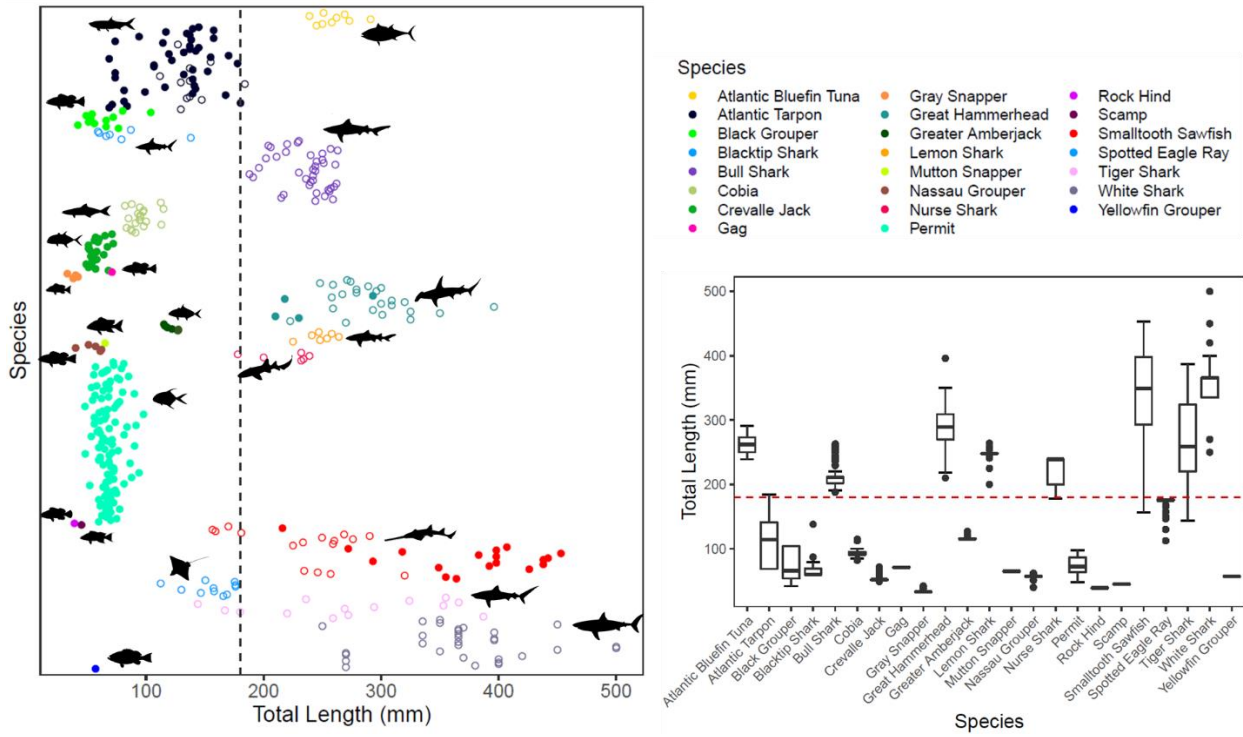 Species
100
200
300
400
500
Total Length (mm)
Species
Atlantic Bluefin Tuna
Atlantic Tarpon
Black Grouper
Blacktip Shark
Bull Shark
Cobia
Crevalle Jack
Gag
Gray Snapper
Great Hammerhead
Greater Amberjack
Lemon Shark
Mutton Snapper
Nassau Grouper
Nurse Shark
Permit
Rock Hind
Scamp
Smalltooth Sawfish
Spotted Eagle Ray
Tiger Shark
White Shark
Yellowfin Grouper
Total Length (mm)
500
400
300
200
100
Atlantic Bluefin Tuna
Atlantic Tarpon
Black Grouper
Blacktip Shark
Bull Shark
Cobia
Crevalle Jack
Gag
Gray Snapper
Great Hammerhead
Greater Amberjack
Lemon Shark
Mutton Snapper
Nassau Grouper
Nurse Shark
Permit
Rock Hind
Scamp
Smalltooth Sawfish
Spotted Eagle Ray
Tiger Shark
White Shark
Yellowfin Grouper
Species